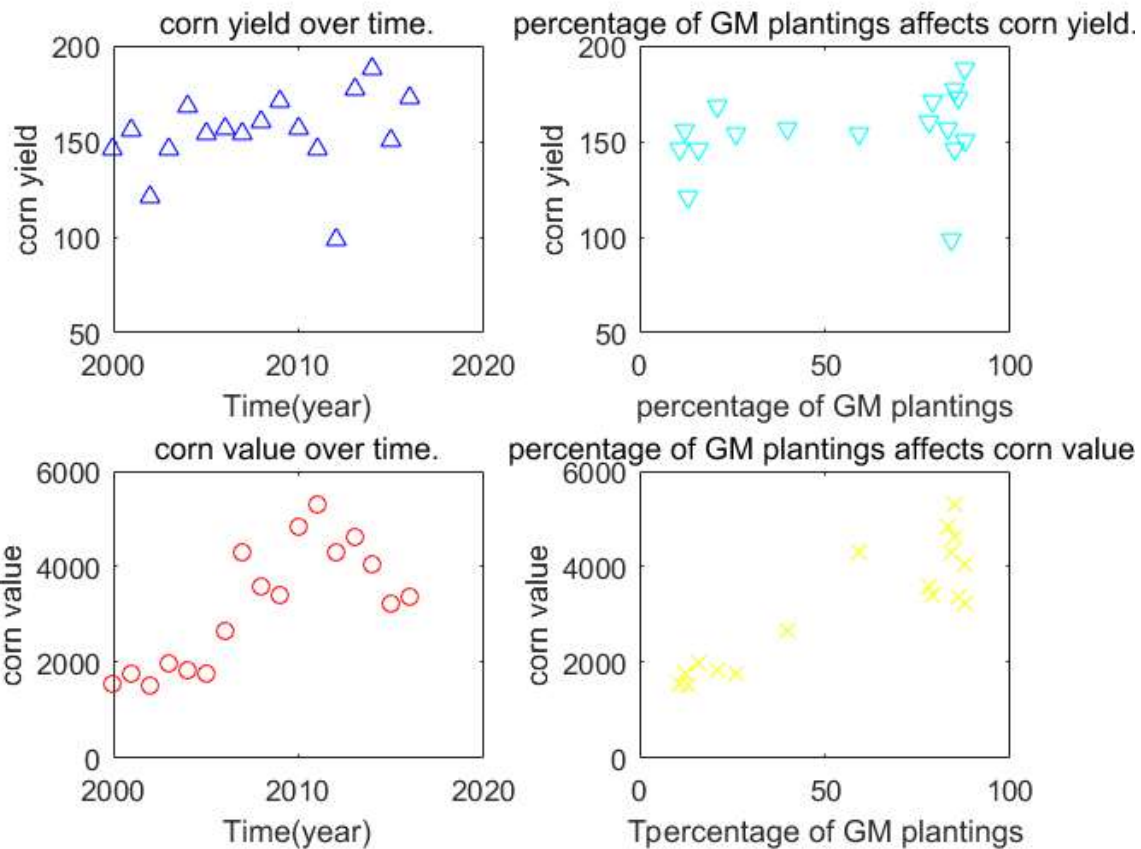 corn yield over time.
200
150
100
50
corn yield
2000 2010 2020
Time(year)
percentage of GM plantings affects corn yield.
200
150
100
50
corn yield
0 50 100
percentage of GM plantings
corn value over time.
6000
4000
2000
0
corn value
2000 2010 2020
Time(year)
percentage of GM plantings affects corn value
6000
4000
2000
0
corn value
0 50 100
Tpercentage of GM plantings